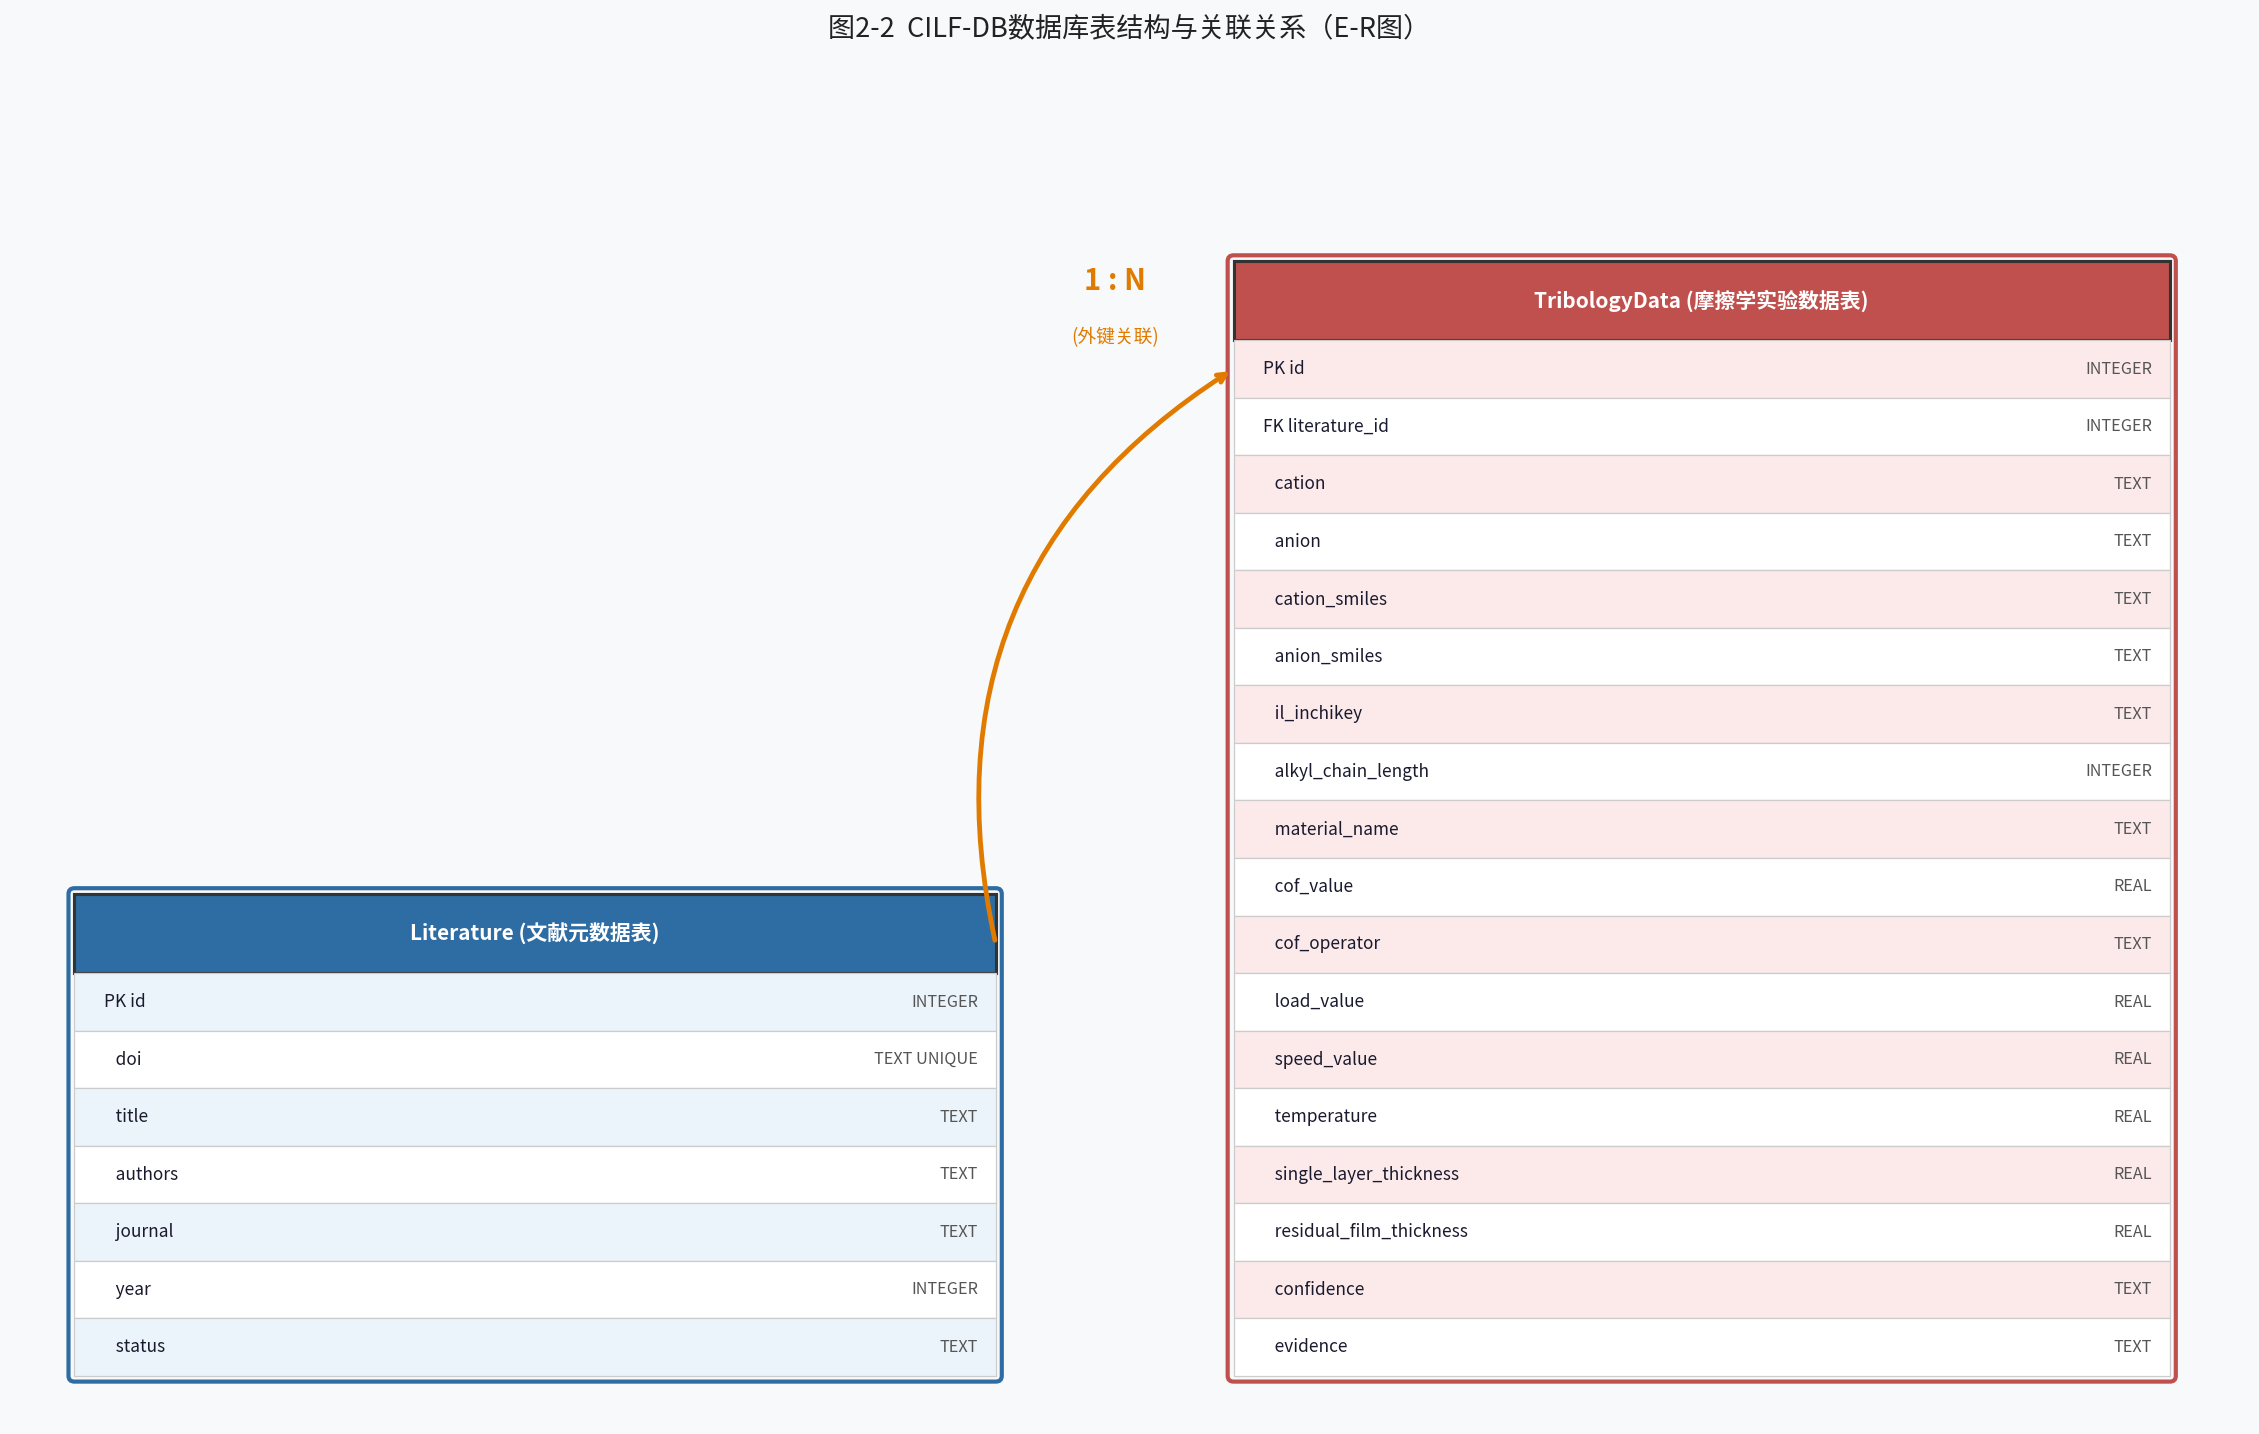 图2-2  CILF-DB数据库表结构与关联关系（E-R图）
1 : N
(外键关联)
Literature (文献元数据表)
PK id INTEGER
doi TEXT UNIQUE
title TEXT
authors TEXT
journal TEXT
year INTEGER
status TEXT
TribologyData (摩擦学实验数据表)
PK id INTEGER
FK literature_id INTEGER
cation TEXT
anion TEXT
cation_smiles TEXT
anion_smiles TEXT
il_inchikey TEXT
alkyl_chain_length INTEGER
material_name TEXT
cof_value REAL
cof_operator TEXT
load_value REAL
speed_value REAL
temperature REAL
single_layer_thickness REAL
residual_film_thickness REAL
confidence TEXT
evidence TEXT